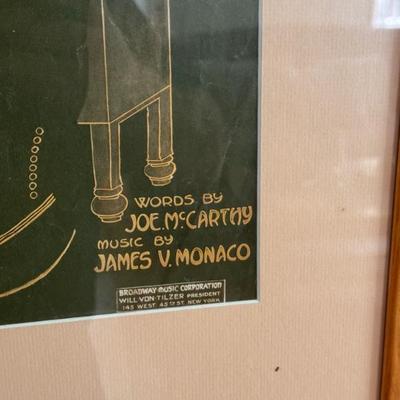 WORDS BY
JOE. McCARTHY
MUSIC BY
JAMES V. MONACO
BROADWAY MUSIC CORPORATION
WILL VON TILZER PRESIDENT
145 WEST 45TH ST. NEW YORK